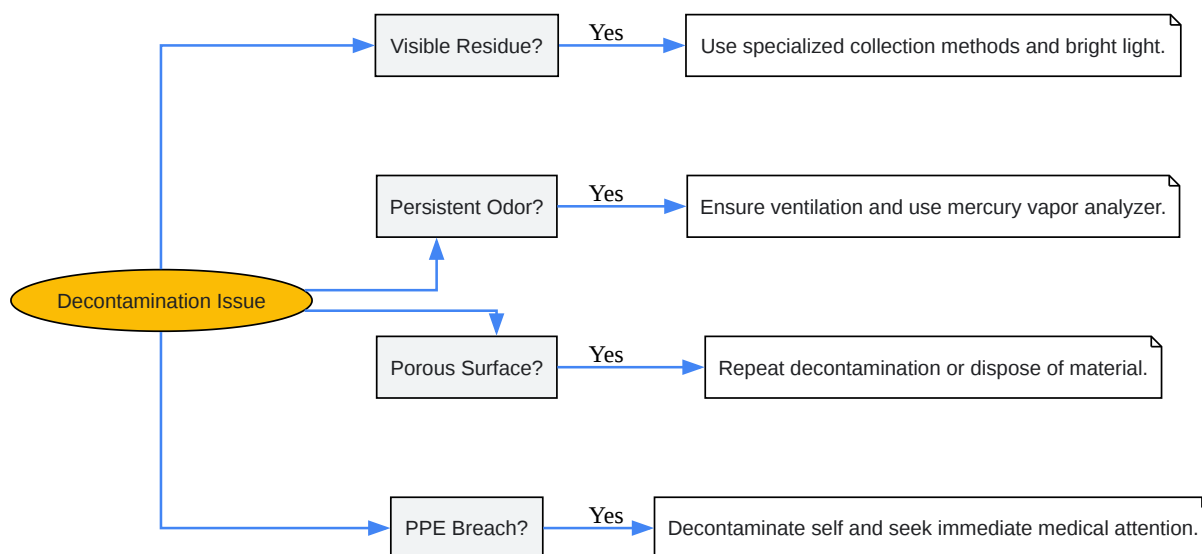 Visible Residue?
Yes
Use specialized collection methods and bright light.
Persistent Odor?
Yes
Ensure ventilation and use mercury vapor analyzer.
Decontamination Issue
Porous Surface?
Yes
Repeat decontamination or dispose of material.
PPE Breach?
Yes
Decontaminate self and seek immediate medical attention.